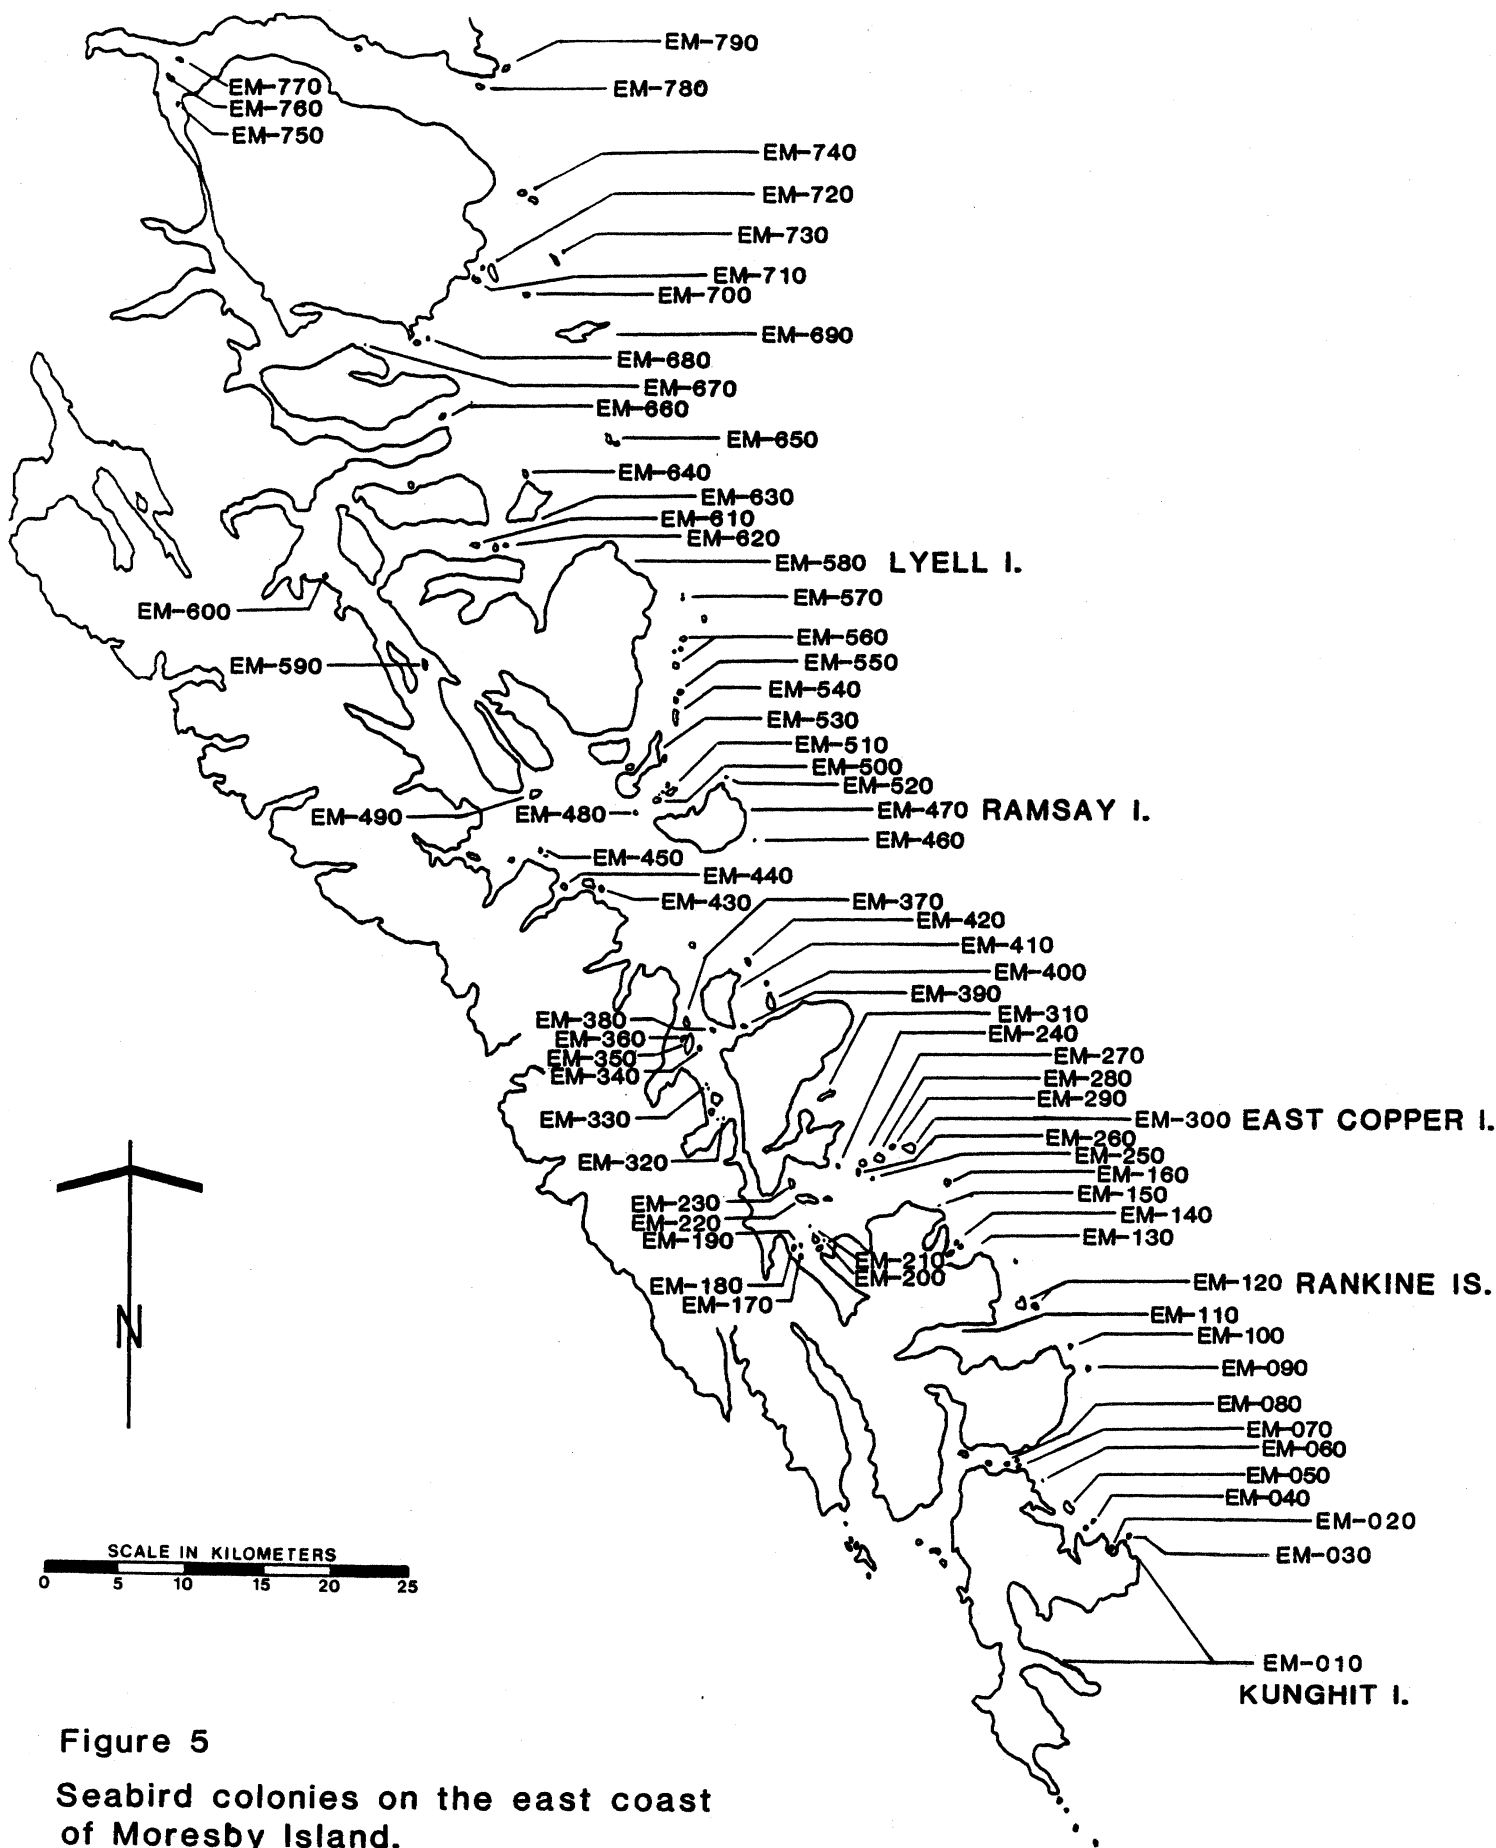 EM-790
EM-780
EM-770
EM-760
EM-750
EM-740
EM-720
EM-730
EM-710
EM-700
EM-690
EM-680
EM-670
EM-660
EM-650
EM-640
EM-630
EM-610
EM-620
EM-580 LYELL I.
EM-570
EM-600
EM-560
EM-590
EM-550
EM-540
EM-530
EM-510
EM-500
EM-520
EM-490
EM-480
EM-470 RAMSAY I.
EM-460
EM-450
EM-440
EM-430
EM-370
EM-420
EM-410
EM-400
EM-390
EM-310
EM-380
EM-240
EM-360
EM-350
EM-270
EM-340
EM-280
EM-290
EM-330
EM-300 EAST COPPER I.
EM-260
EM-250
EM-320
EM-160
EM-150
EM-230
EM-220
EM-140
EM-190
EM-130
EM-210
EM-200
EM-180
EM-120 RANKINE IS.
EM-170
EM-110
EM-100
N
EM-090
EM-080
EM-070
EM-060
EM-050
EM-040
EM-020
EM-030
SCALE IN KILOMETERS
0 5 10 15 20 25
EM-010
KUNGHIT I.
Figure 5
Seabird colonies on the east coast
of Moresby Island.